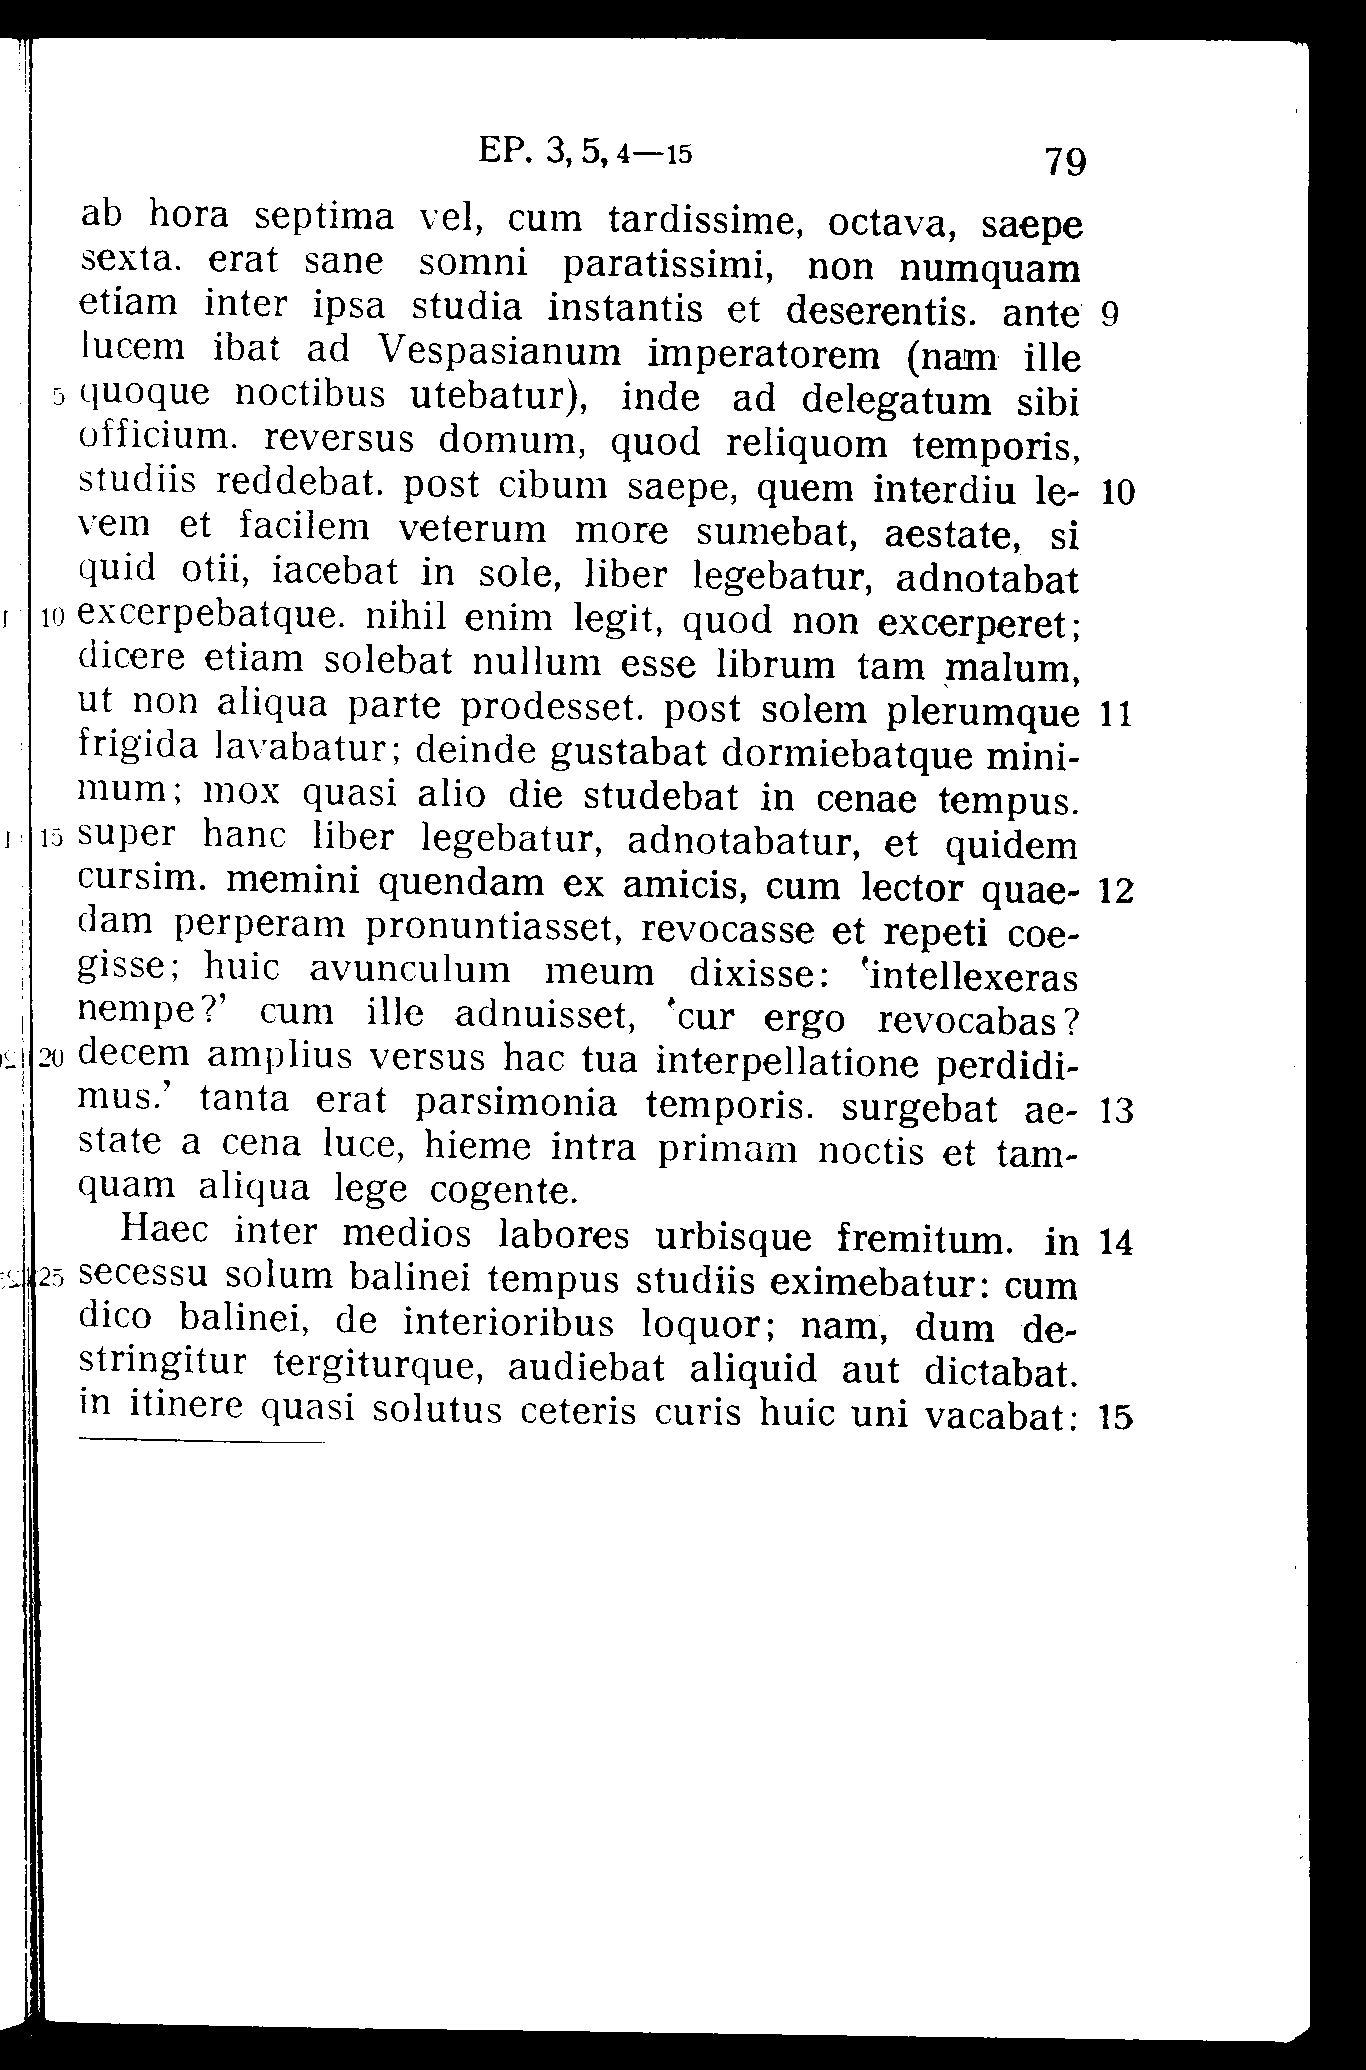 EP. 3, 5, 4—15 79
ab hora septima vel, cum tardissime, octava, saepe
sexta. erat sane somni paratissimi, non numquam
etiam inter ipsa studia instantis et deserentis. ante 9
lucem ibat ad Vespasianum imperatorem (nam ille
5 quoque noctibus utebatur), inde ad delegatum sibi
officium. reversus domum, quod reliquom temporis,
studiis reddebat. post cibum saepe, quem interdiu le- 10
vem et facilem veterum more sumebat, aestate, si
quid otii, iacebat in sole, liber legebatur, adnotabat
10 excerpebatque. nihil enim legit, quod non excerperet;
dicere etiam solebat nullum esse librum tam malum,
ut non aliqua parte prodesset. post solem plerumque 11
frigida lavabatur; deinde gustabat dormiebatque mini-
mum; mox quasi alio die studebat in cenae tempus.
15 super hanc liber legebatur, adnotabatur, et quidem
cursim. memini quendam ex amicis, cum lector quae- 12
dam perperam pronuntiasset, revocasse et repeti coe-
gisse; huic avunculum meum dixisse: ‘intellexeras
nempe?’ cum ille adnuisset, ‘cur ergo revocabas?
20 decem amplius versus hac tua interpellatione perdidi-
mus.’ tanta erat parsimonia temporis. surgebat ae- 13
state a cena luce, hieme intra primam noctis et tam-
quam aliqua lege cogente.
Haec inter medios labores urbisque fremitum. in 14
25 secessu solum balinei tempus studiis eximebatur: cum
dico balinei, de interioribus loquor; nam, dum de-
stringitur tergiturque, audiebat aliquid aut dictabat.
in itinere quasi solutus ceteris curis huic uni vacabat: 15